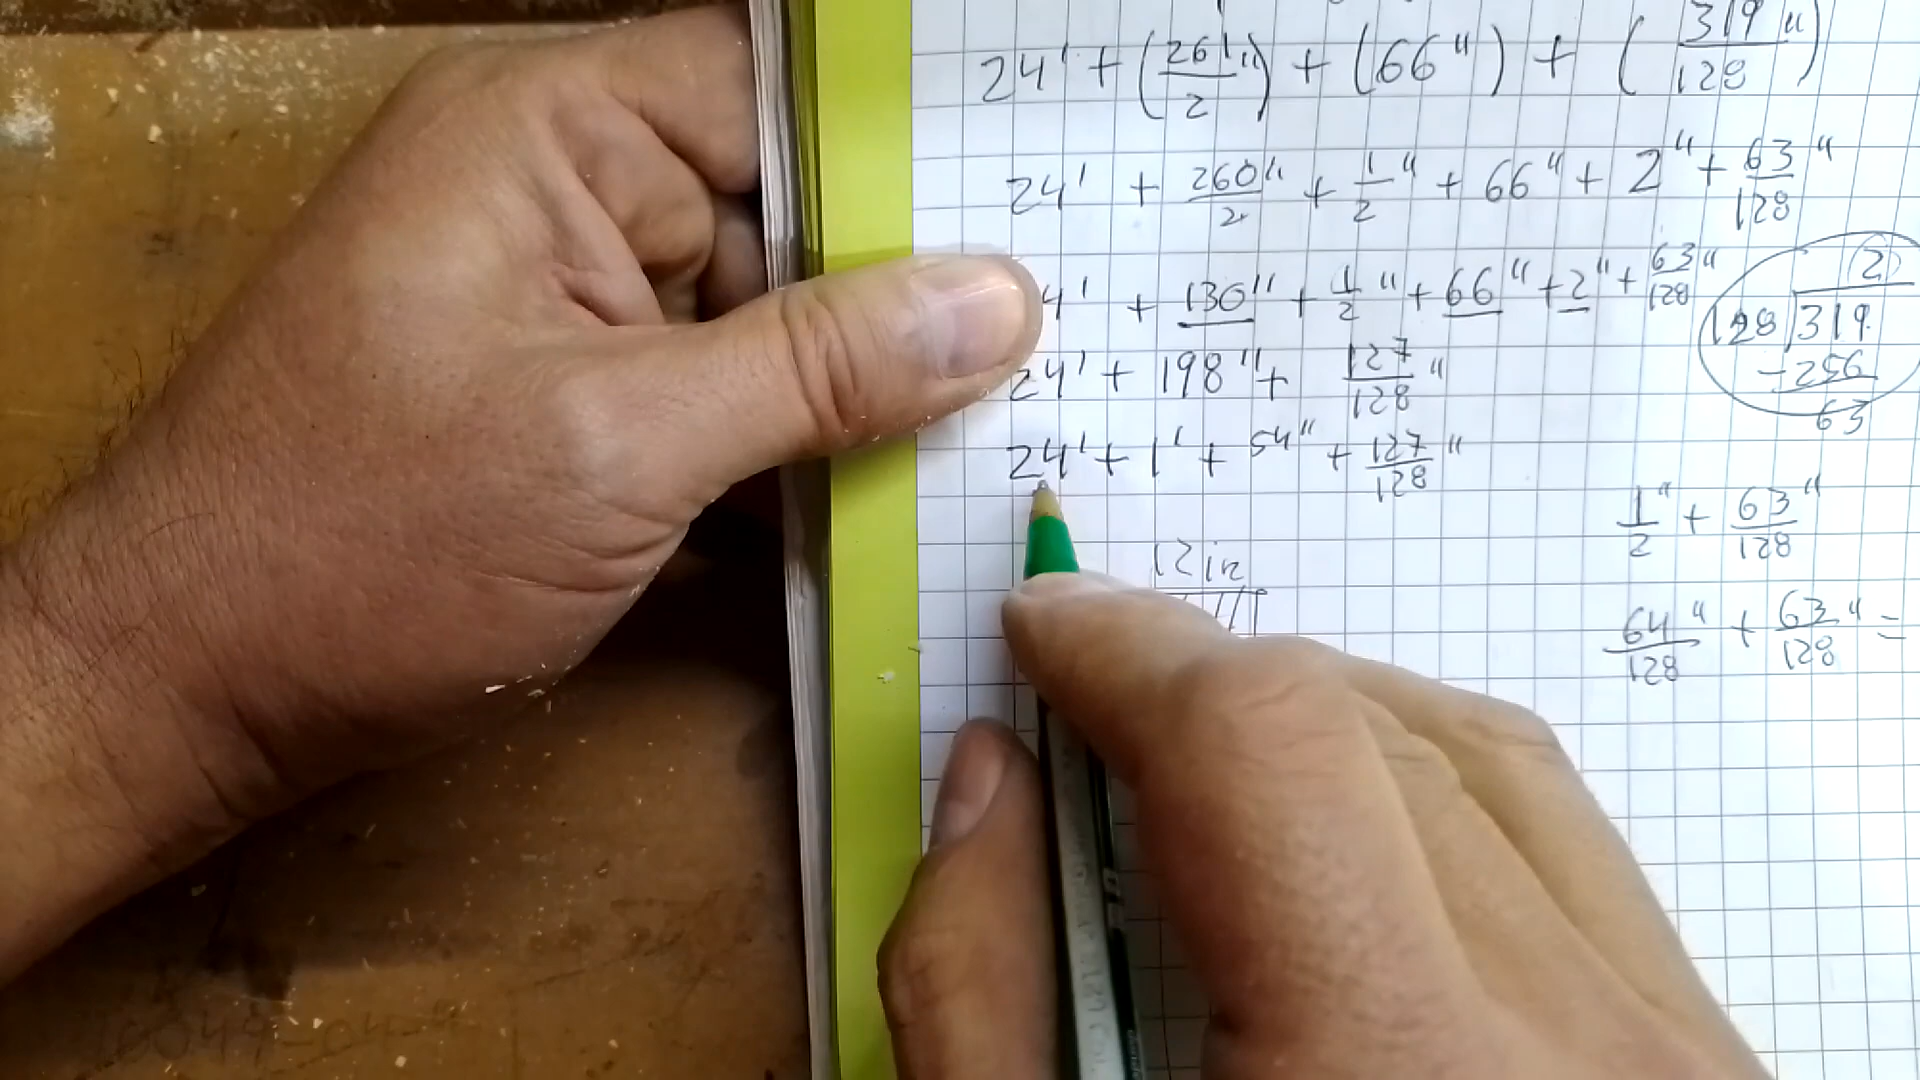 24' + (261"/2) + (66") + (319"/128)
24' + 260"/2 + 1/2" + 66" + 2" + 63/128"
4' + 130" + 1/2" + 66" + 2" + 63/128"
24' + 198" + 127/128"
24' + 1' + 54" + 127/128"
12in
2
128)319
-256
63
1/2" + 63/128"
64/128" + 63/128" =